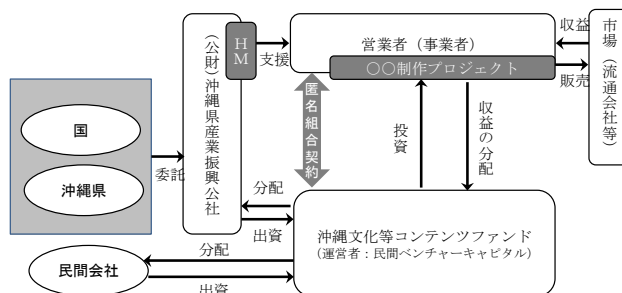 国
沖縄県
委託
(公財)沖縄県産業振興公社
HM
支援
営業者(事業者)
〇〇制作プロジェクト
収益
販売
市場(流通会社等)
匿名組合契約
投資
収益の分配
分配
出資
沖縄文化等コンテンツファンド
(運営者:民間ベンチャーキャピタル)
民間会社
分配
出資